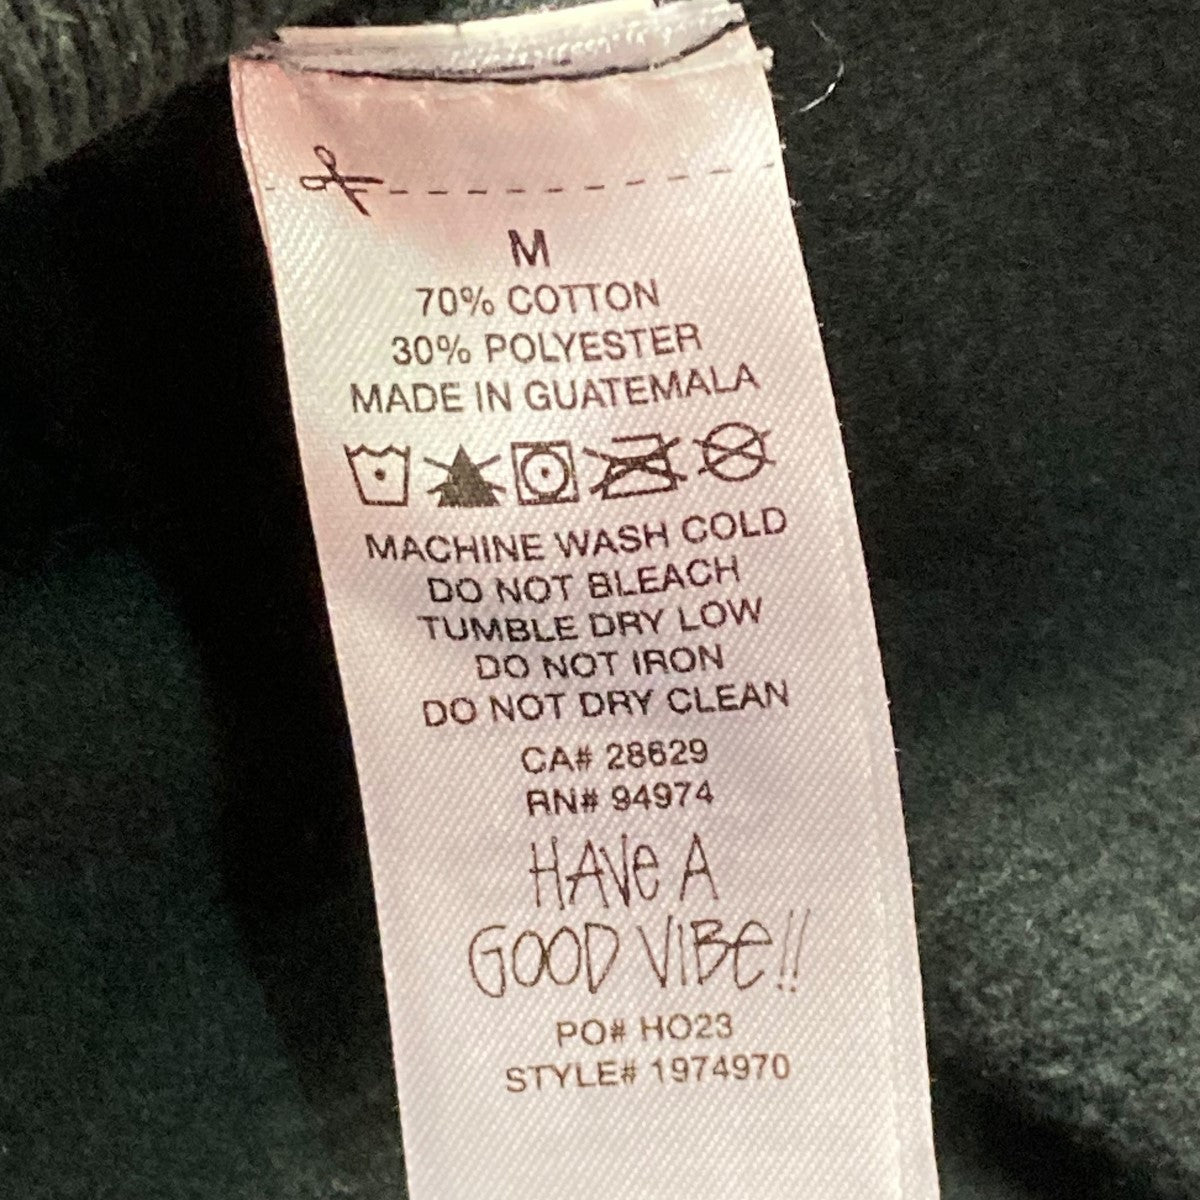 M
70% COTTON
30% POLYESTER
MADE IN GUATEMALA
MACHINE WASH COLD
DO NOT BLEACH
TUMBLE DRY LOW
DO NOT IRON
DO NOT DRY CLEAN
CA# 28629
RN# 94974
HAVe A
GOOD VIBe!!
PO# HO23
STYLE# 1974970